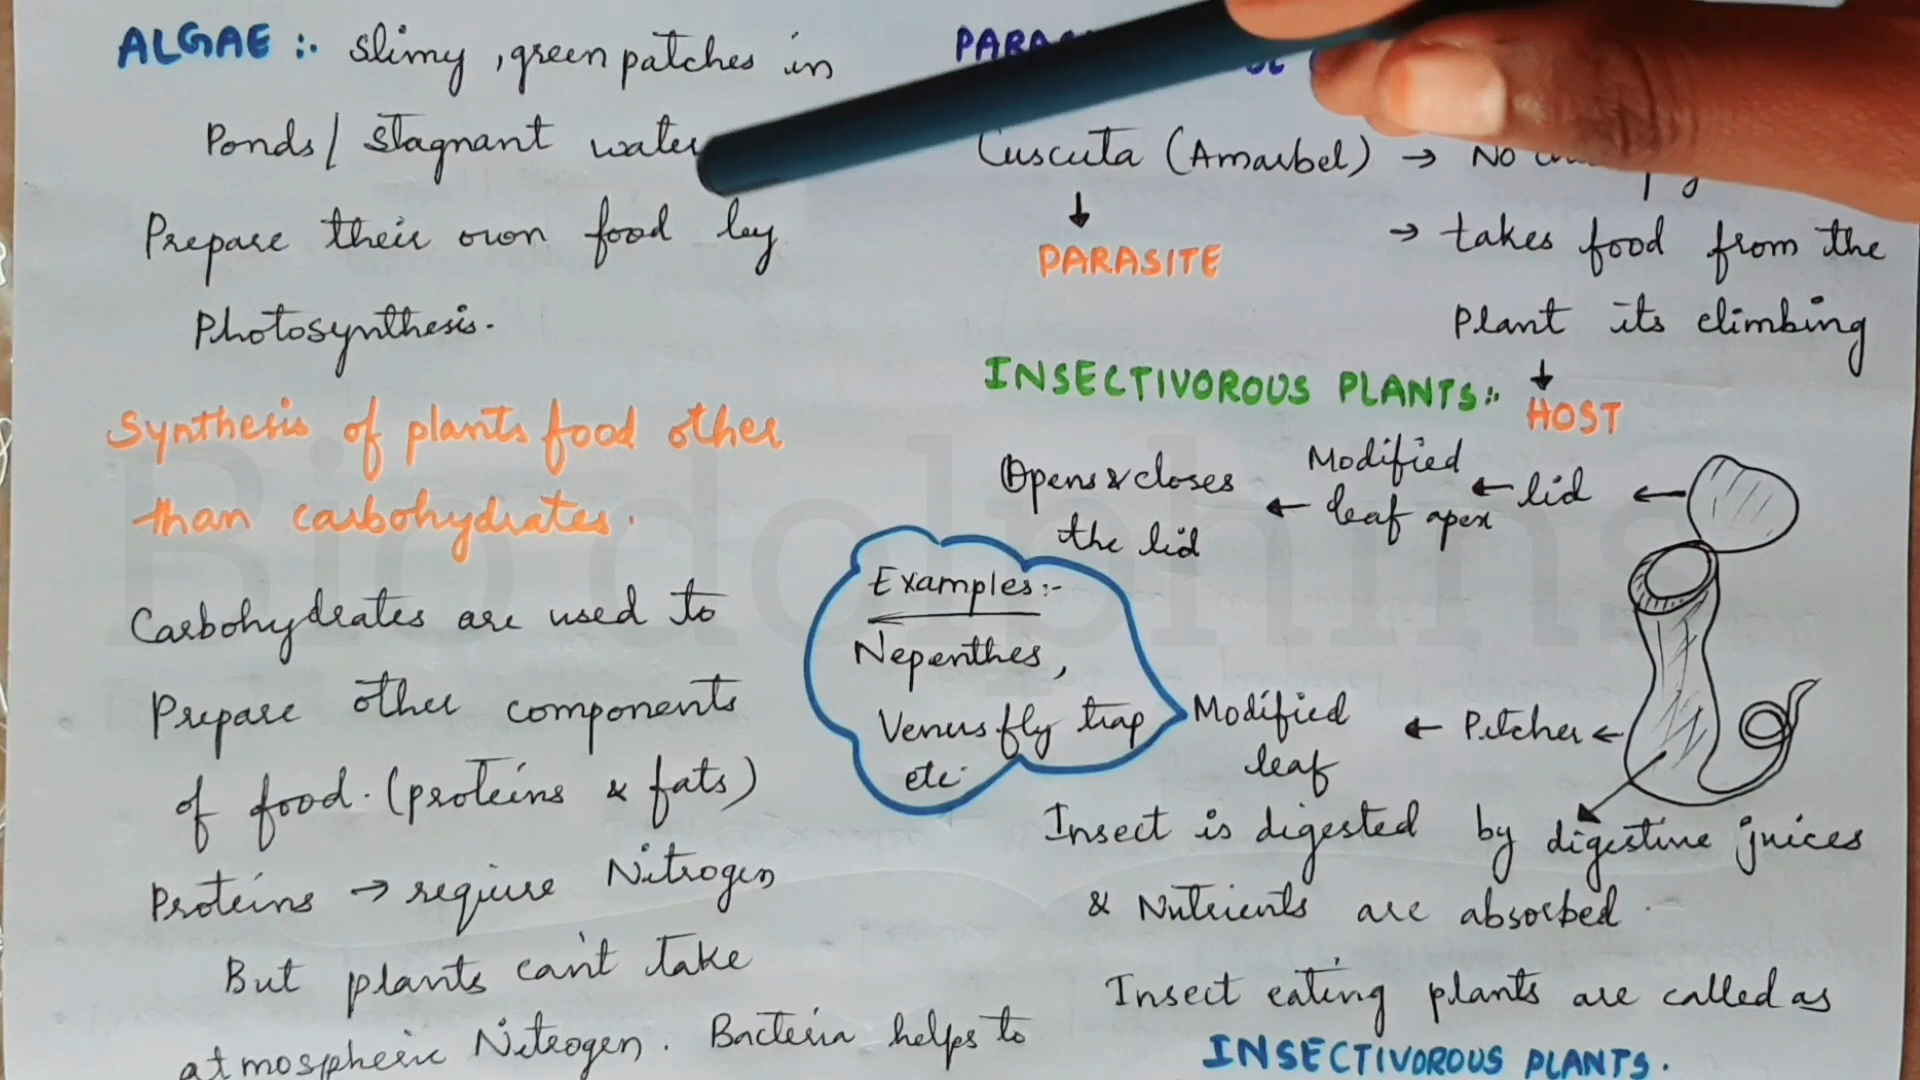 ALGAE :. Slimy, green patches in
Ponds/ stagnant water
Prepare their own food by
Photosynthesis.
Synthesis of plants food other
than carbohydrates.
Carbohydrates are used to
Prepare other components
of food. (proteins & fats)
Proteins → require Nitrogen
But plants can't take
atmospheric Nitrogen. Bacteria helps to
Cuscuta (Amarbel) → No
↓
PARASITE
→ takes food from the
Plant its climbing
↓
HOST
INSECTIVOROUS PLANTS:.
Opens & closes
the lid
← Modified
leaf apex
← lid ←
Examples:-
Nepenthes,
Venus fly trap
etc.
Modified
leaf
← Pitcher ←
Insect is digested by digestive juices
& Nutrients are absorbed.
Insect eating plants are called as
INSECTIVOROUS PLANTS.
Bio dolphins